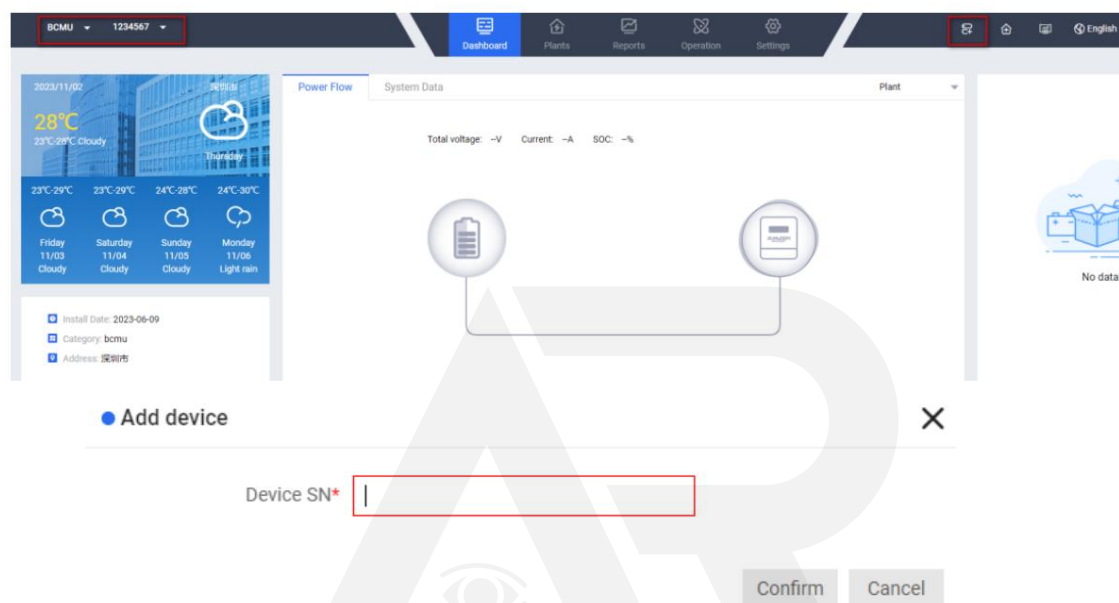 BCMU 1234567 Dashboard Plants Reports Operation Settings English
2023/11/02 深圳市
28℃
23℃-28℃ Cloudy
Thursday
23℃-29℃ 23℃-29℃ 24℃-28℃ 24℃-30℃
Friday Saturday Sunday Monday
11/03 11/04 11/05 11/06
Cloudy Cloudy Cloudy Light rain
Install Date: 2023-06-09
Category: bcmu
Address: 深圳市
Power Flow System Data Plant
Total voltage: --V Current: --A SOC: --%
No data
Add device
Device SN*
Confirm Cancel
AR